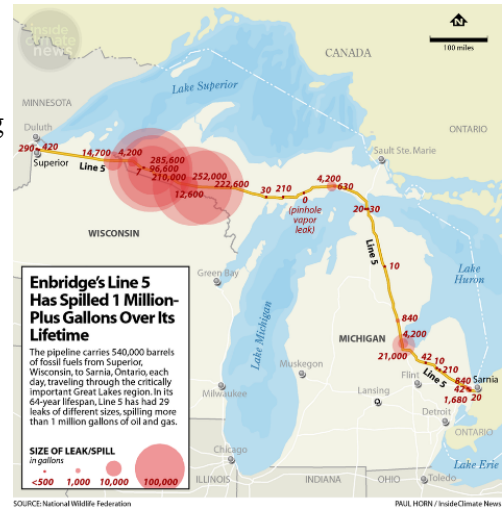 inside
climate
news
N
100 miles
CANADA
Lake Superior
MINNESOTA
ONTARIO
Duluth
Sault Ste. Marie
290
420
14,700
4,200
285,600
96,600
7
210,000
252,000
222,600
12,600
4,200
630
30
210
0
(pinhole
vapor
leak)
20
30
Superior
Line 5
WISCONSIN
Line 5
10
Green Bay
Lake
Huron
Lake Michigan
840
4,200
MICHIGAN
21,000
42
10
210
840
Sarnia
42
20
1,680
Muskegon
Flint
Line 5
Lansing
Milwaukee
Detroit
ONTARIO
Chicago
Lake Erie
ILLINOIS
INDIANA
OHIO
Toledo
Enbridge's Line 5
Has Spilled 1 Million-
Plus Gallons Over Its
Lifetime
The pipeline carries 540,000 barrels
of fossil fuels from Superior,
Wisconsin, to Sarnia, Ontario, each
day, traveling through the critically
important Great Lakes region. In its
64-year lifespan, Line 5 has had 29
leaks of different sizes, spilling more
than 1 million gallons of oil and gas.
SIZE OF LEAK/SPILL
in gallons
<500
1,000
10,000
100,000
SOURCE: National Wildlife Federation
PAUL HORN / InsideClimate News